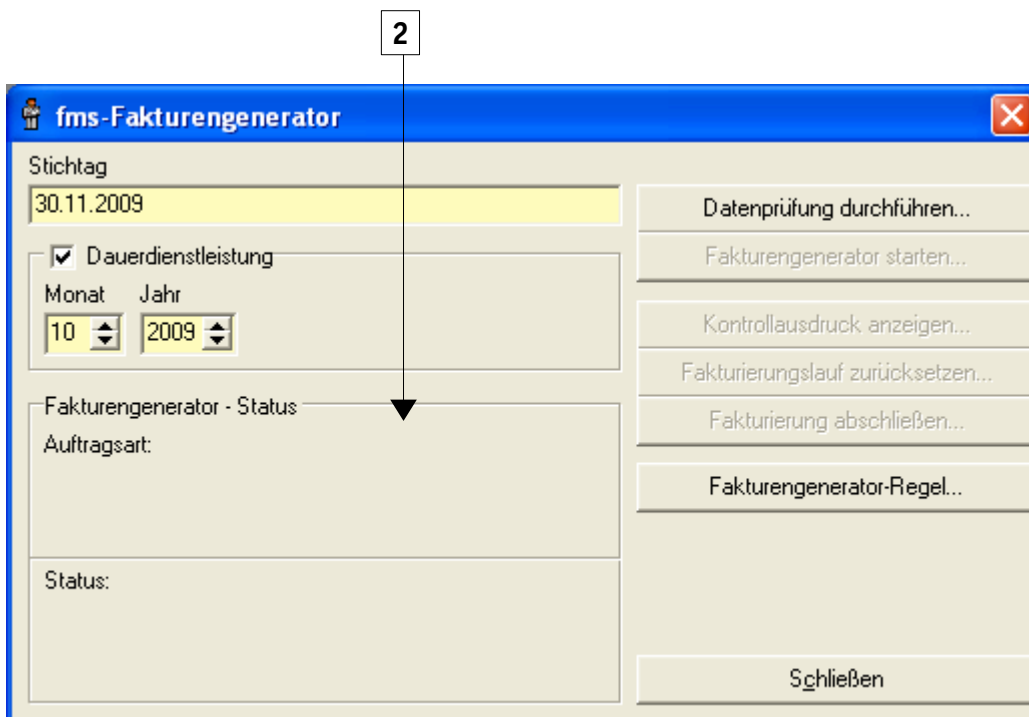 2
fms-Fakturengenerator
Stichtag
30.11.2009
Datenprüfung durchführen...
Dauerdienstleistung
Fakturengenerator starten...
Monat Jahr
10 2009
Kontrollausdruck anzeigen...
Fakturierungslauf zurücksetzen...
Fakturierung abschließen...
Fakturengenerator - Status
Auftragsart:
Fakturengenerator-Regel...
Status:
Schließen